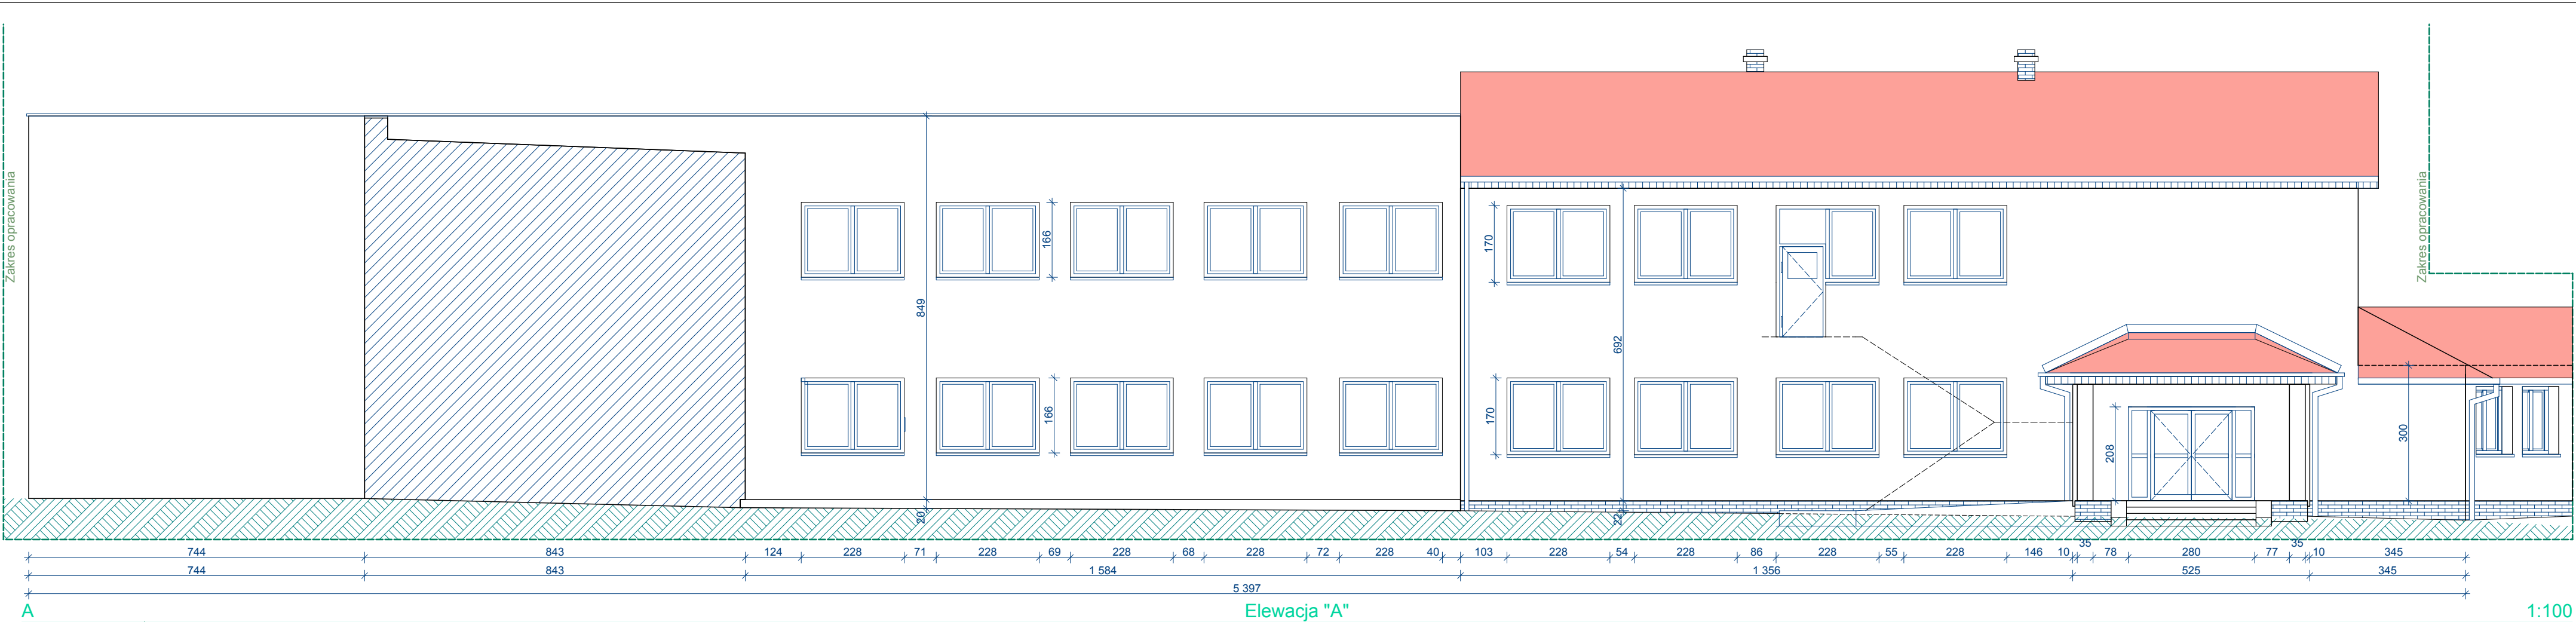 Zakres opracowania
Zakres opracowania
849
20
166
166
170
170
692
22
208
300
744 843 124 228 71 228 69 228 68 228 72 228 40 103 228 54 228 86 228 55 228 146 10 35 78 280 77 35 10 345
744 843 1 584 1 356 525 345
5 397
A Elewacja "A" 1:100